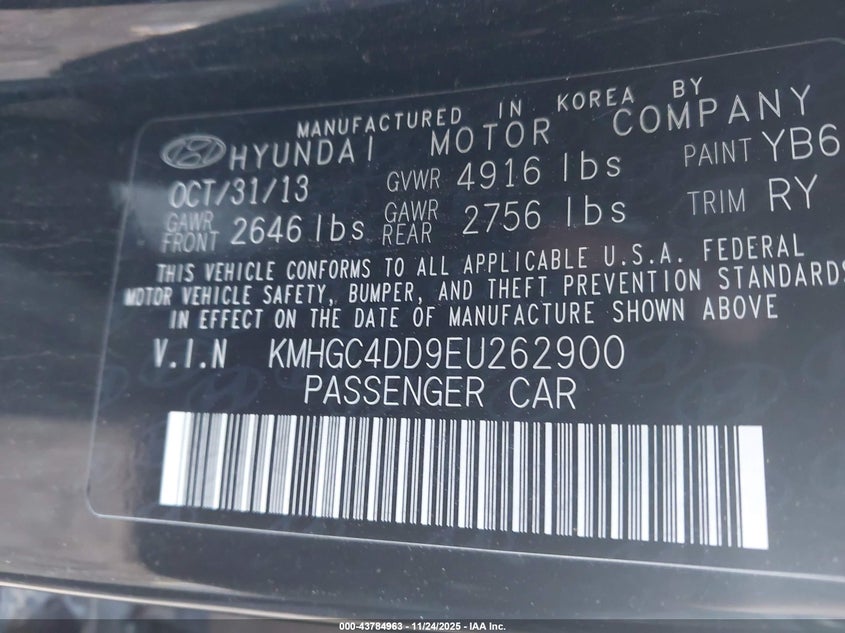 MANUFACTURED IN KOREA BY
HYUNDAI MOTOR COMPANY
OCT/31/13 GVWR 4916 lbs PAINT YB6
GAWR FRONT 2646 lbs GAWR REAR 2756 lbs TRIM RY
THIS VEHICLE CONFORMS TO ALL APPLICABLE U.S.A. FEDERAL
MOTOR VEHICLE SAFETY, BUMPER, AND THEFT PREVENTION STANDARDS
IN EFFECT ON THE DATE OF MANUFACTURE SHOWN ABOVE
V.I.N KMHGC4DD9EU262900
PASSENGER CAR
000-43784963 - 11/24/2025 - IAA Inc.